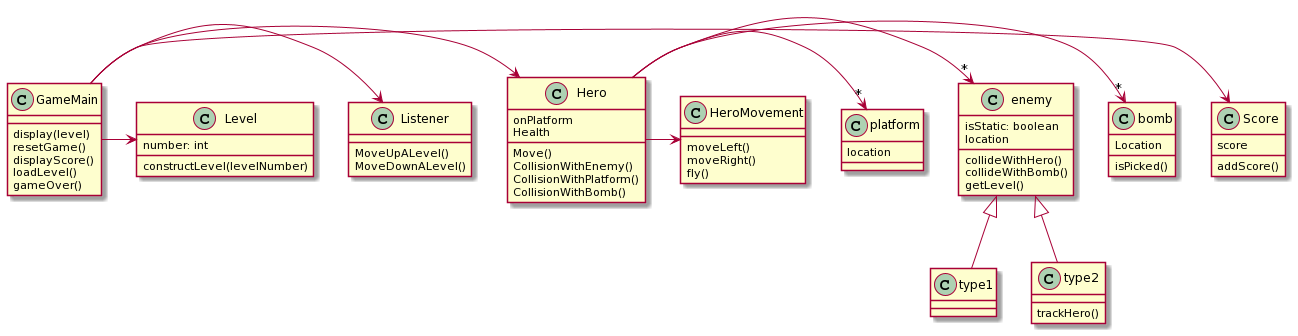 C GameMain
display(level)
resetGame()
displayScore()
loadLevel()
gameOver()
C Level
number: int
constructLevel(levelNumber)
C Listener
MoveUpALevel()
MoveDownALevel()
C Hero
onPlatform
Health
Move()
CollisionWithEnemy()
CollisionWithPlatform()
CollisionWithBomb()
C HeroMovement
moveLeft()
moveRight()
fly()
*
C platform
location
*
C enemy
isStatic: boolean
location
collideWithHero()
collideWithBomb()
getLevel()
*
C bomb
Location
isPicked()
C Score
score
addScore()
C type1
C type2
trackHero()